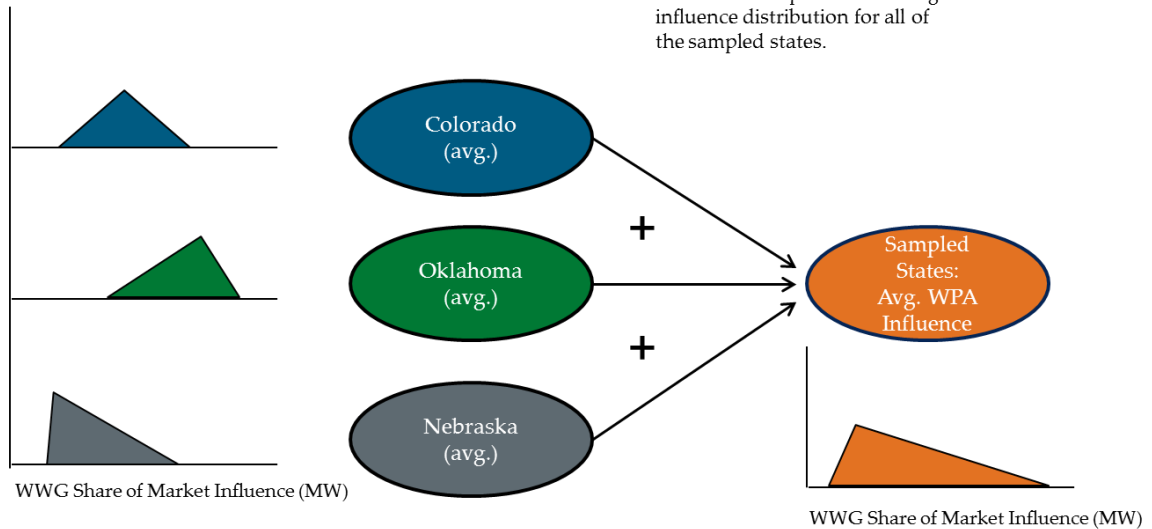 influence distribution for all of
the sampled states.
Colorado
(avg.)
+
Oklahoma
(avg.)
Sampled
States:
Avg. WPA
Influence
+
Nebraska
(avg.)
WWG Share of Market Influence (MW)
WWG Share of Market Influence (MW)